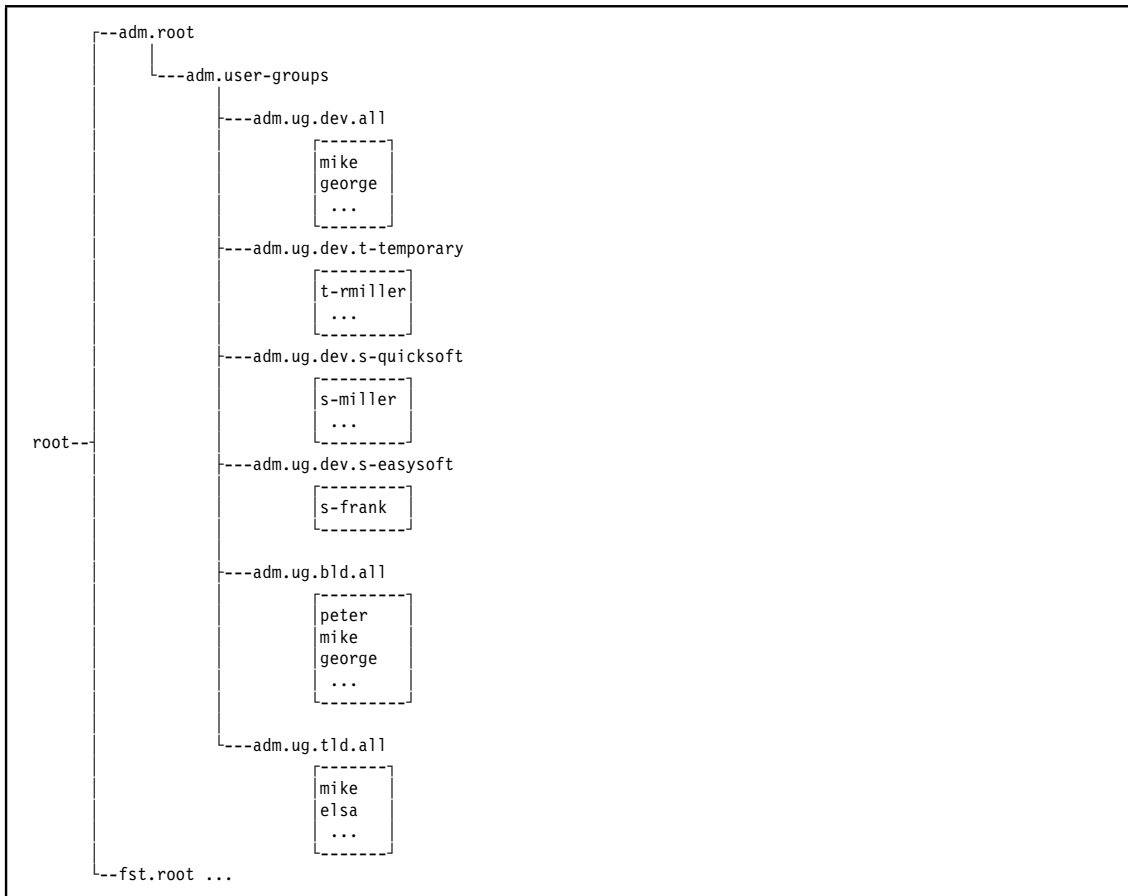 --adm.root
---adm.user-groups
---adm.ug.dev.all
mike
george
...
---adm.ug.dev.t-temporary
t-rmiller
...
---adm.ug.dev.s-quicksoft
s-miller
...
root--
---adm.ug.dev.s-easysoft
s-frank
---adm.ug.bld.all
peter
mike
george
...
---adm.ug.tld.all
mike
elsa
...
--fst.root ...